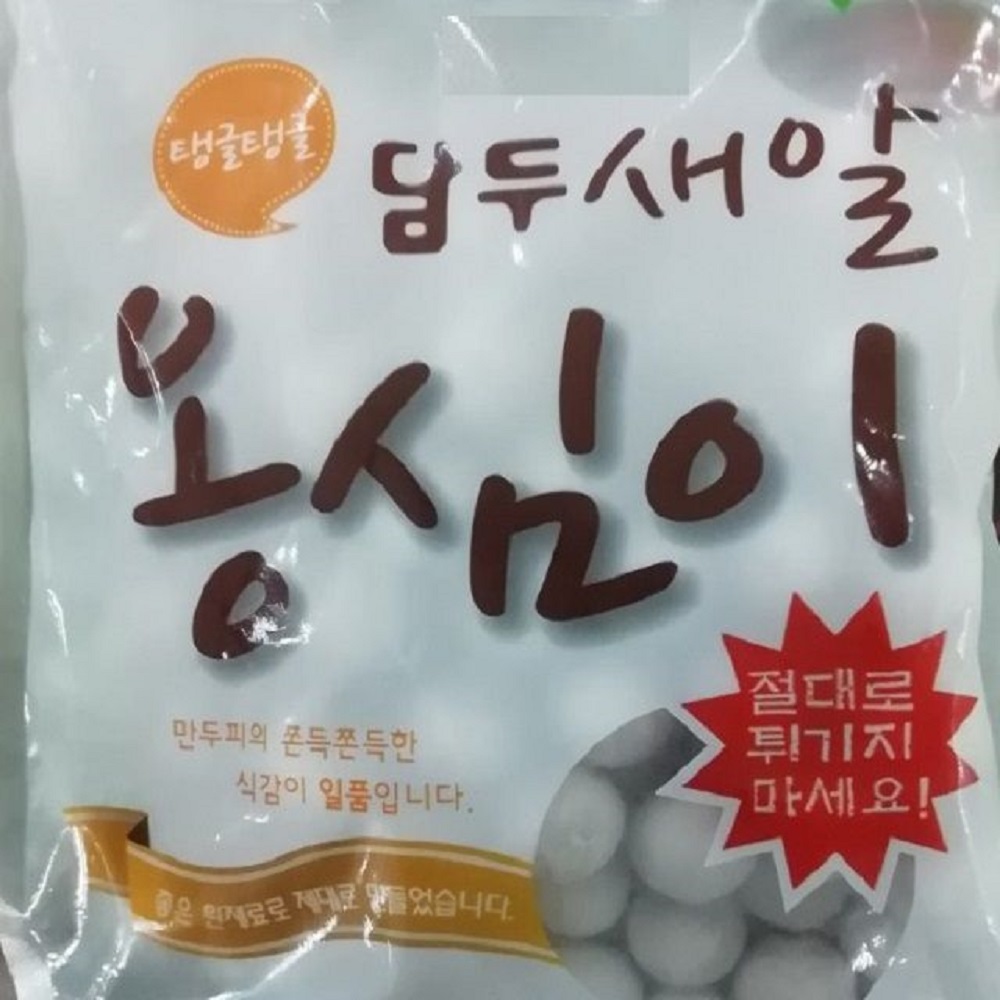 탱글탱글
담두새알
옹심이
절대로
튀기지
마세요!
만두피의 쫀득쫀득한
식감이 일품입니다.
좋은 원재료로 제대로 만들었습니다.